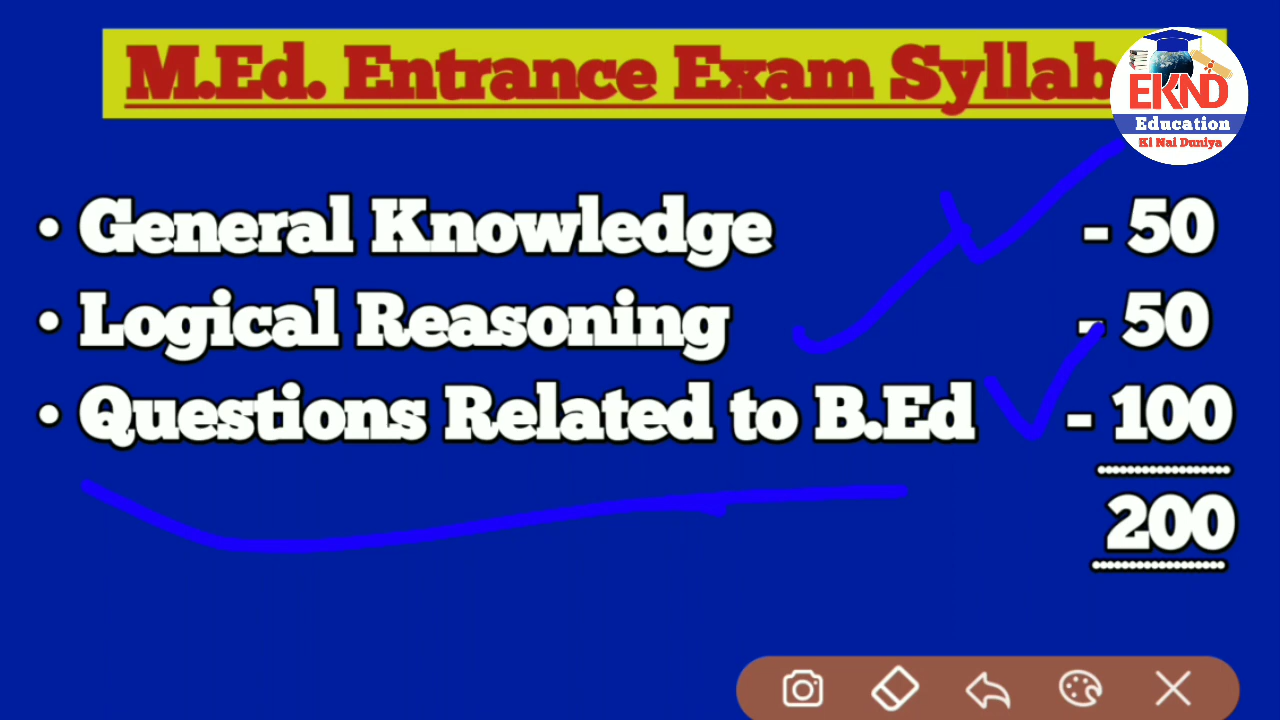 M.Ed. Entrance Exam Syllab
EKND
Education
Ki Nai Duniya
• General Knowledge - 50
• Logical Reasoning - 50
• Questions Related to B.Ed - 100
200